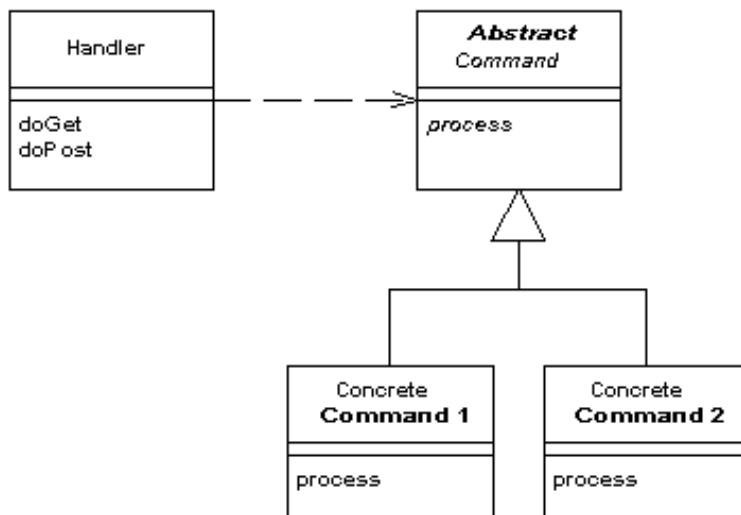 Handler
doGet
doPost
Abstract
Command
process
Concrete
Command 1
process
Concrete
Command 2
process